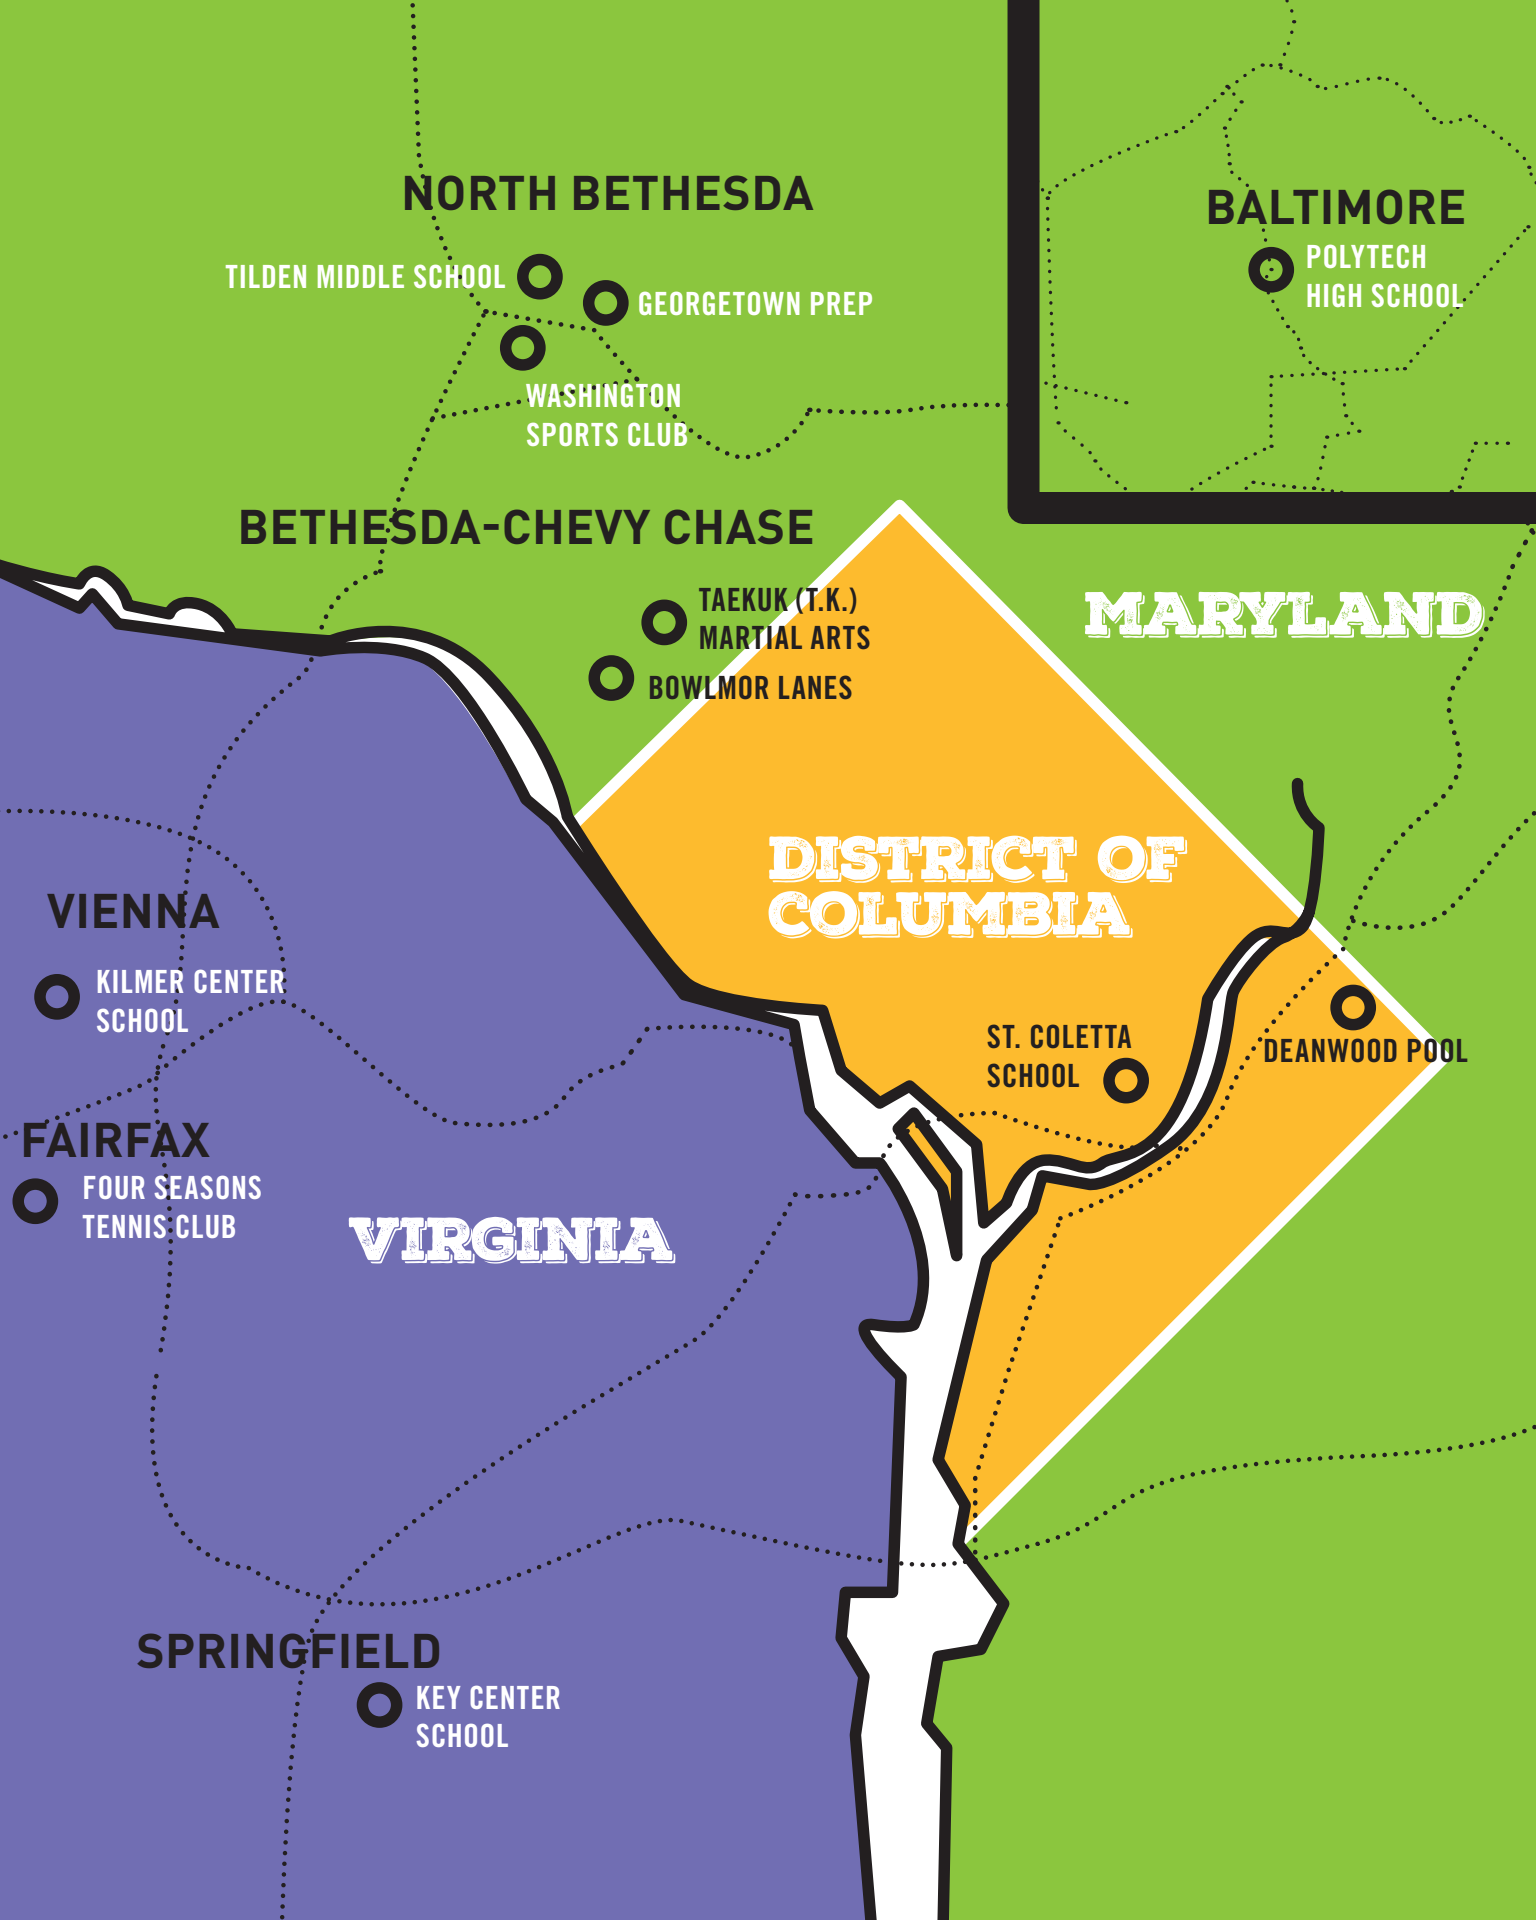 NORTH BETHESDA
TILDEN MIDDLE SCHOOL
GEORGETOWN PREP
WASHINGTON
SPORTS CLUB
BALTIMORE
POLYTECH
HIGH SCHOOL
BETHESDA-CHEVY CHASE
TAEKUK (T.K.)
MARTIAL ARTS
BOWLMOR LANES
MARYLAND
DISTRICT OF
COLUMBIA
VIENNA
KILMER CENTER
SCHOOL
ST. COLETTA
SCHOOL
DEANWOOD POOL
FAIRFAX
FOUR SEASONS
TENNIS CLUB
VIRGINIA
SPRINGFIELD
KEY CENTER
SCHOOL